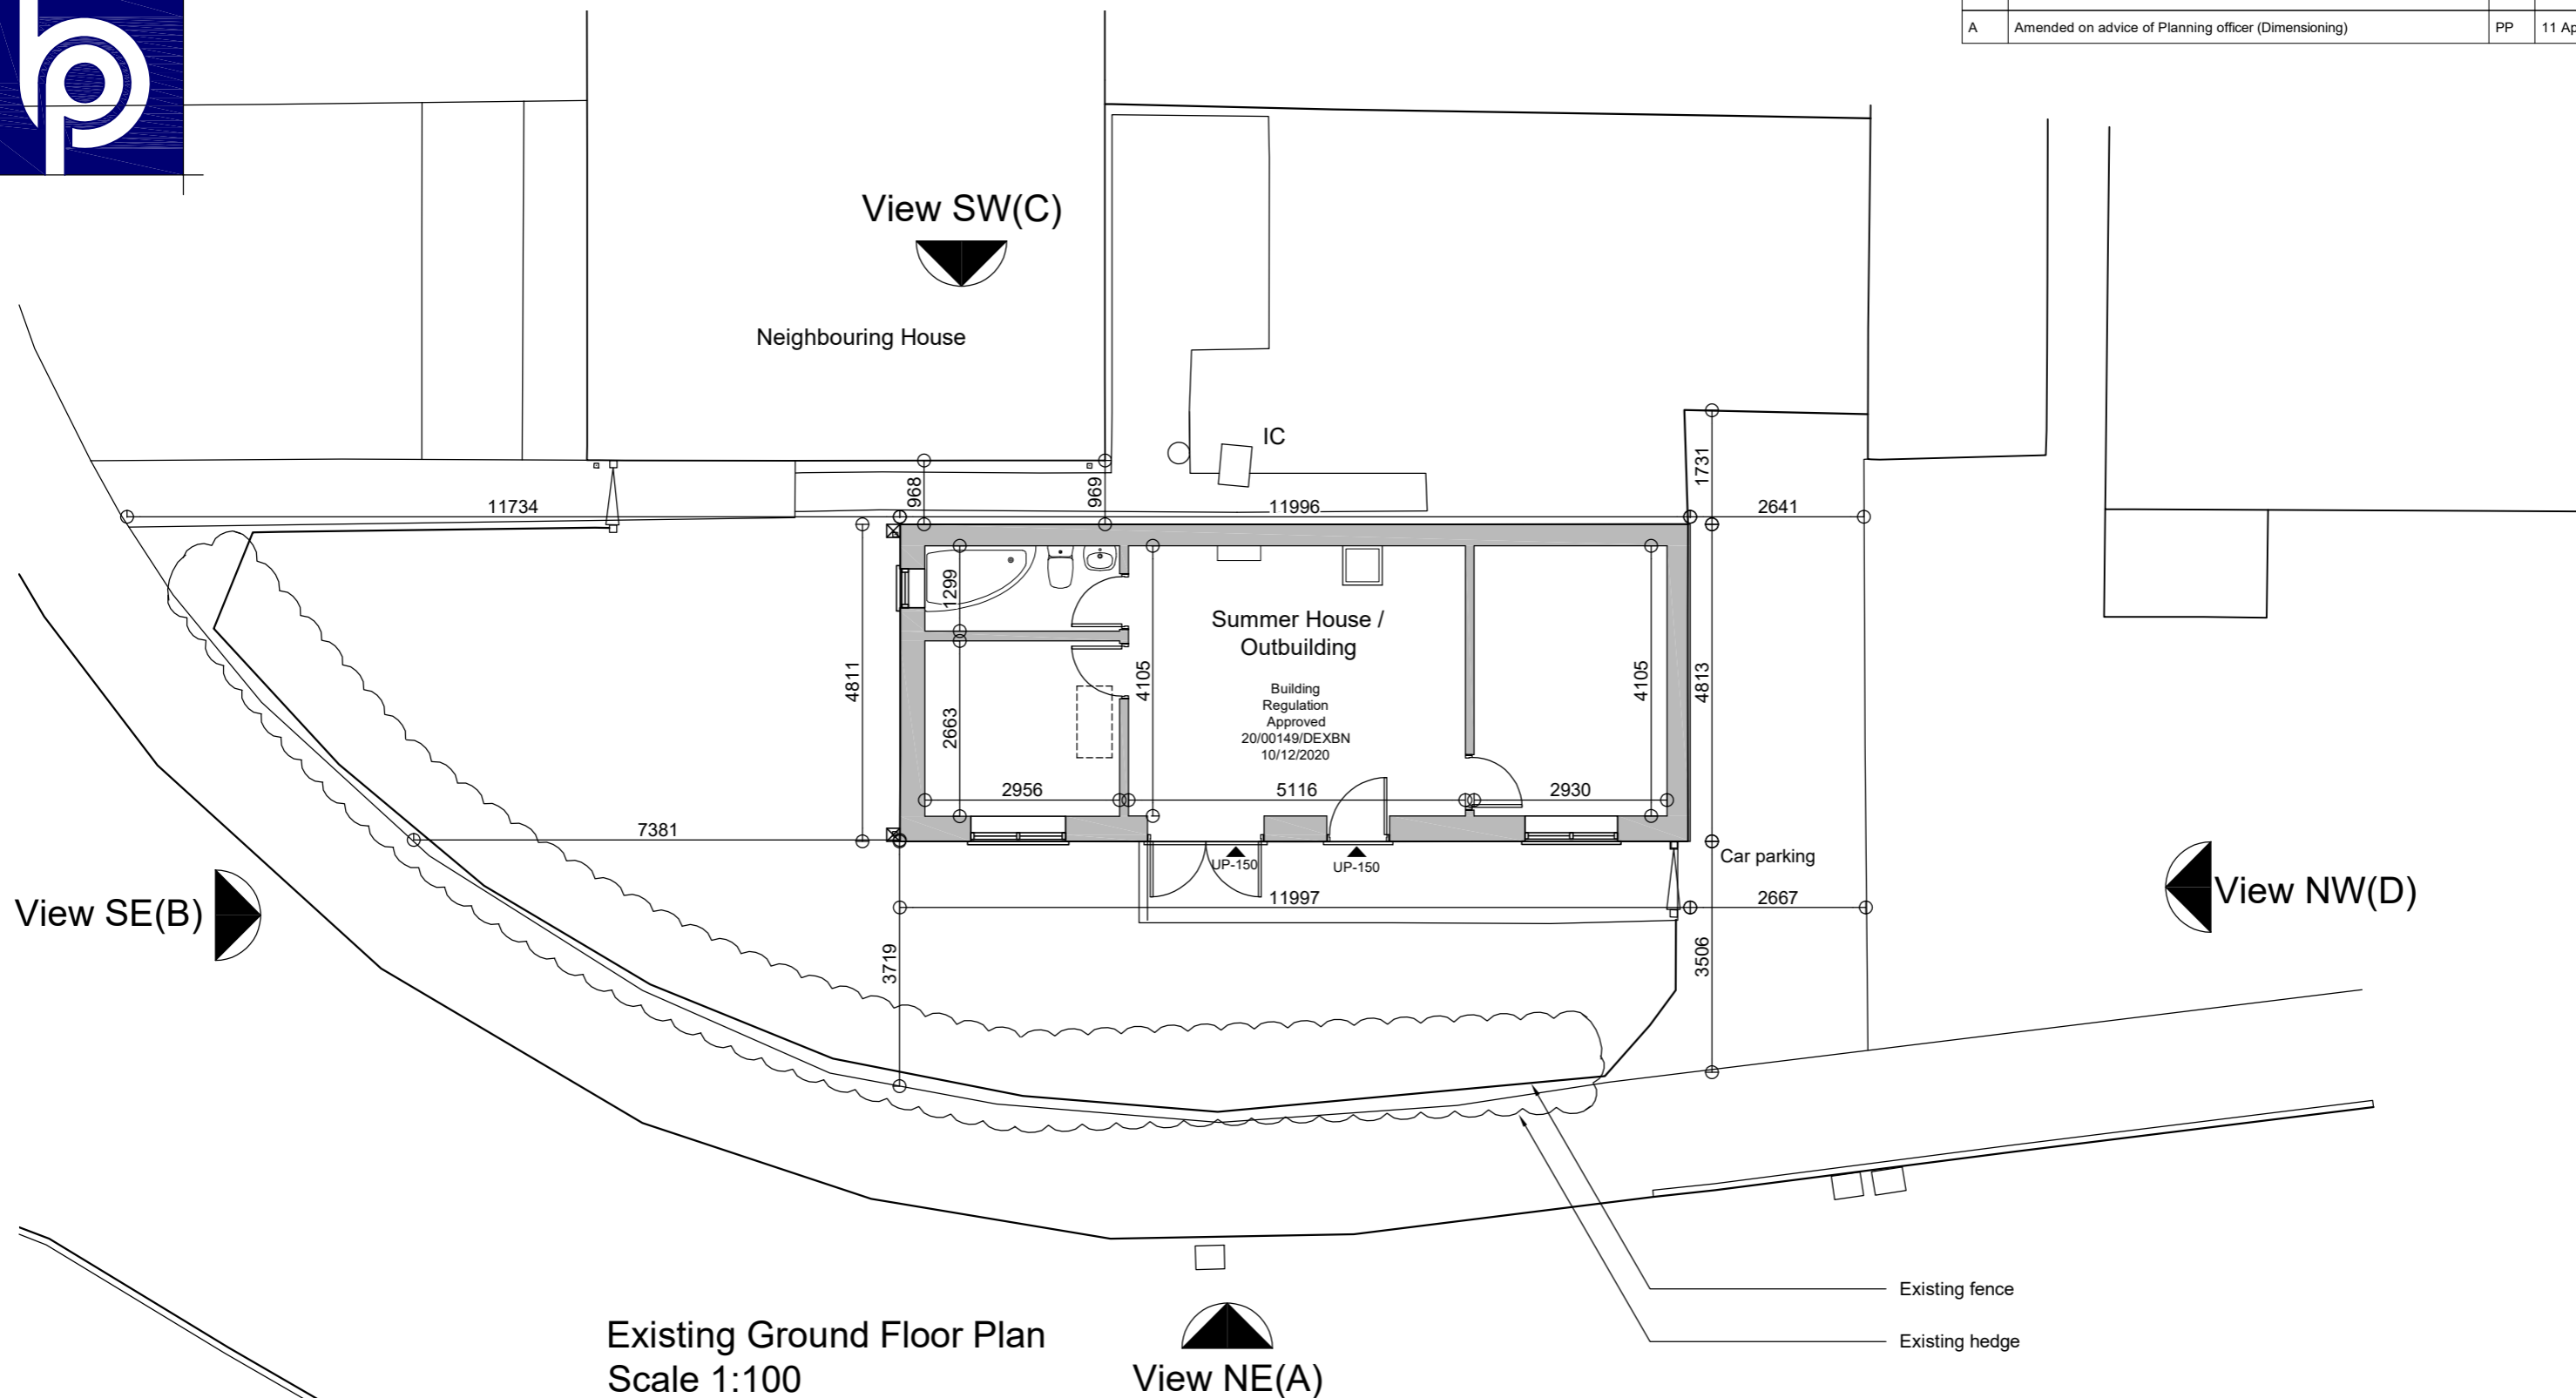 A Amended on advice of Planning officer (Dimensioning) PP 11 Ap
View SW(C)
Neighbouring House
IC
1731
968
969
11734
11996
2641
1299
Summer House /
Outbuilding
4811
4105
4105
4813
2663
Building
Regulation
Approved
20/00149/DEXBN
10/12/2020
2956
5116
2930
7381
UP-150
UP-150
Car parking
View SE(B)
View NW(D)
11997
2667
3719
3506
Existing fence
Existing Ground Floor Plan
Scale 1:100
Existing hedge
View NE(A)